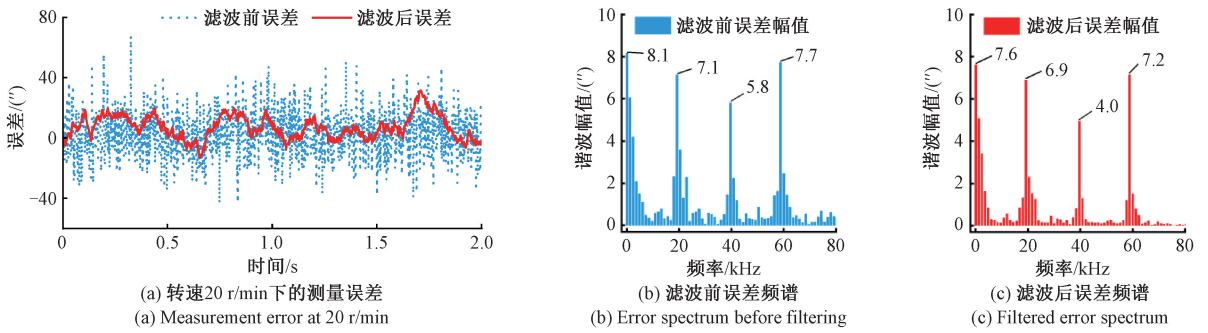 滤波前误差 滤波后误差
80
40
0
−40
误差/(″)
0 0.5 1.0 1.5 2.0
时间/s
(a) 转速20 r/min下的测量误差
(a) Measurement error at 20 r/min
滤波前误差幅值
10
8
6
4
2
0
谐波幅值/(″)
8.1
7.1
5.8
7.7
0 20 40 60 80
频率/kHz
(b) 滤波前误差频谱
(b) Error spectrum before filtering
滤波后误差幅值
10
8
6
4
2
0
谐波幅值/(″)
7.6
6.9
4.0
7.2
0 20 40 60 80
频率/kHz
(c) 滤波后误差频谱
(c) Filtered error spectrum